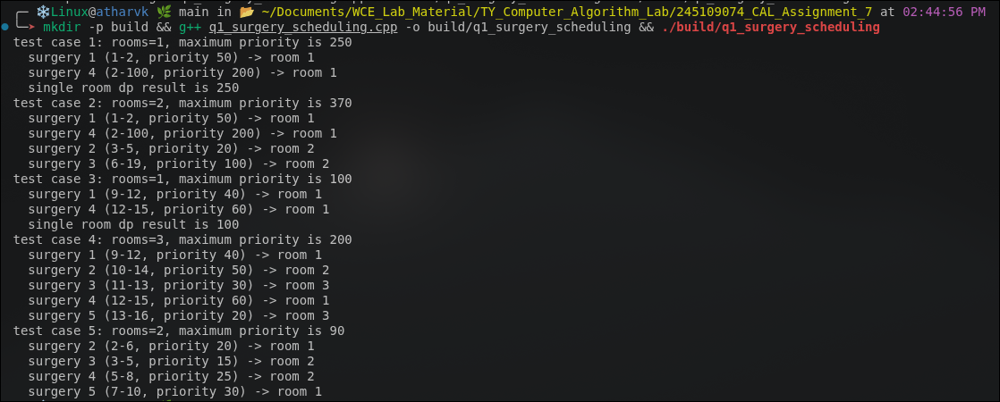 Linux@atharvk main in ~/Documents/WCE_Lab_Material/TY_Computer_Algorithm_Lab/245109074_CAL_Assignment_7 at 02:44:56 PM
mkdir -p build && g++ q1_surgery_scheduling.cpp -o build/q1_surgery_scheduling && ./build/q1_surgery_scheduling
test case 1: rooms=1, maximum priority is 250
surgery 1 (1-2, priority 50) -> room 1
surgery 4 (2-100, priority 200) -> room 1
single room dp result is 250
test case 2: rooms=2, maximum priority is 370
surgery 1 (1-2, priority 50) -> room 1
surgery 4 (2-100, priority 200) -> room 1
surgery 2 (3-5, priority 20) -> room 2
surgery 3 (6-19, priority 100) -> room 2
test case 3: rooms=1, maximum priority is 100
surgery 1 (9-12, priority 40) -> room 1
surgery 4 (12-15, priority 60) -> room 1
single room dp result is 100
test case 4: rooms=3, maximum priority is 200
surgery 1 (9-12, priority 40) -> room 1
surgery 2 (10-14, priority 50) -> room 2
surgery 3 (11-13, priority 30) -> room 3
surgery 4 (12-15, priority 60) -> room 1
surgery 5 (13-16, priority 20) -> room 3
test case 5: rooms=2, maximum priority is 90
surgery 2 (2-6, priority 20) -> room 1
surgery 3 (3-5, priority 15) -> room 2
surgery 4 (5-8, priority 25) -> room 2
surgery 5 (7-10, priority 30) -> room 1